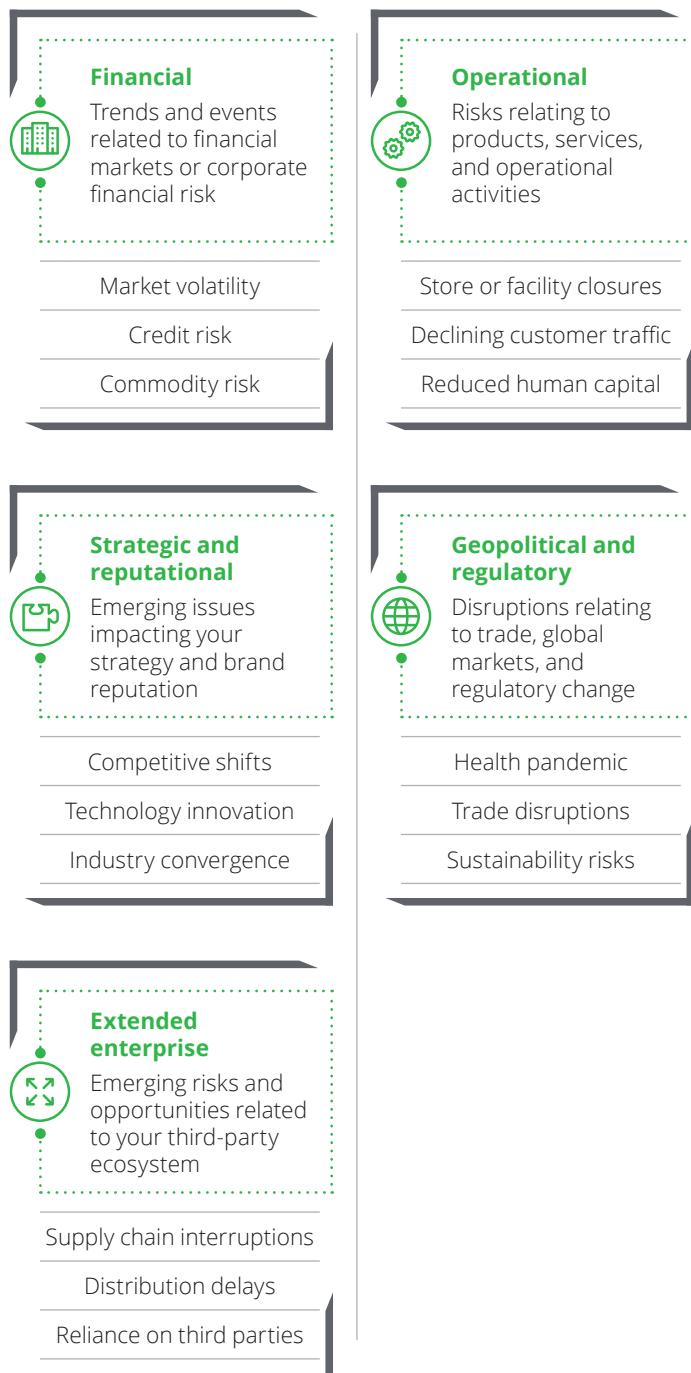 Financial
Trends and events
related to financial
markets or corporate
financial risk
Market volatility
Credit risk
Commodity risk
Operational
Risks relating to
products, services,
and operational
activities
Store or facility closures
Declining customer traffic
Reduced human capital
Strategic and
reputational
Emerging issues
impacting your
strategy and brand
reputation
Competitive shifts
Technology innovation
Industry convergence
Geopolitical and
regulatory
Disruptions relating
to trade, global
markets, and
regulatory change
Health pandemic
Trade disruptions
Sustainability risks
Extended
enterprise
Emerging risks and
opportunities related
to your third-party
ecosystem
Supply chain interruptions
Distribution delays
Reliance on third parties